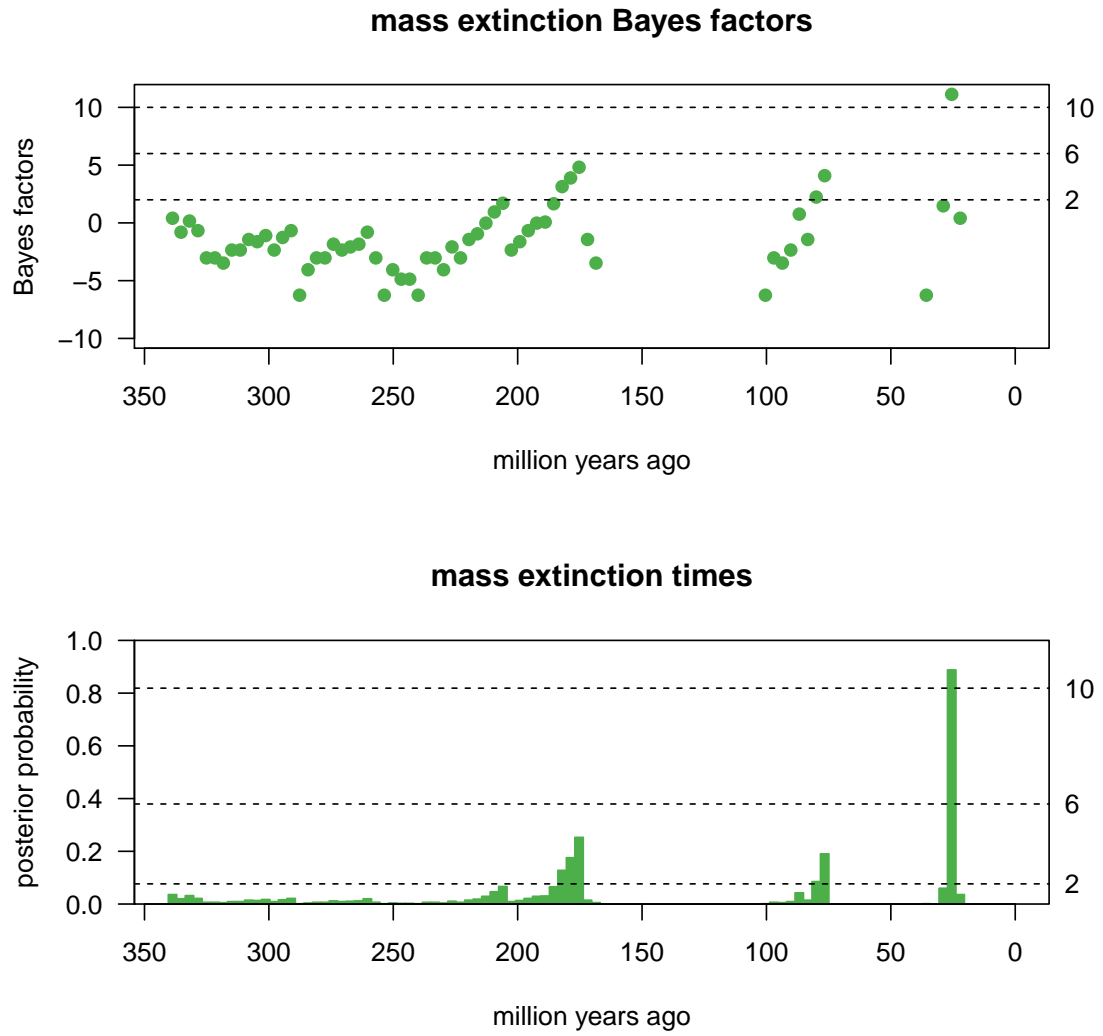 mass extinction Bayes factors
Bayes factors
10
5
0
−5
−10
10
6
2
350 300 250 200 150 100 50 0
million years ago
mass extinction times
posterior probability
1.0
0.8
0.6
0.4
0.2
0.0
10
6
2
350 300 250 200 150 100 50 0
million years ago